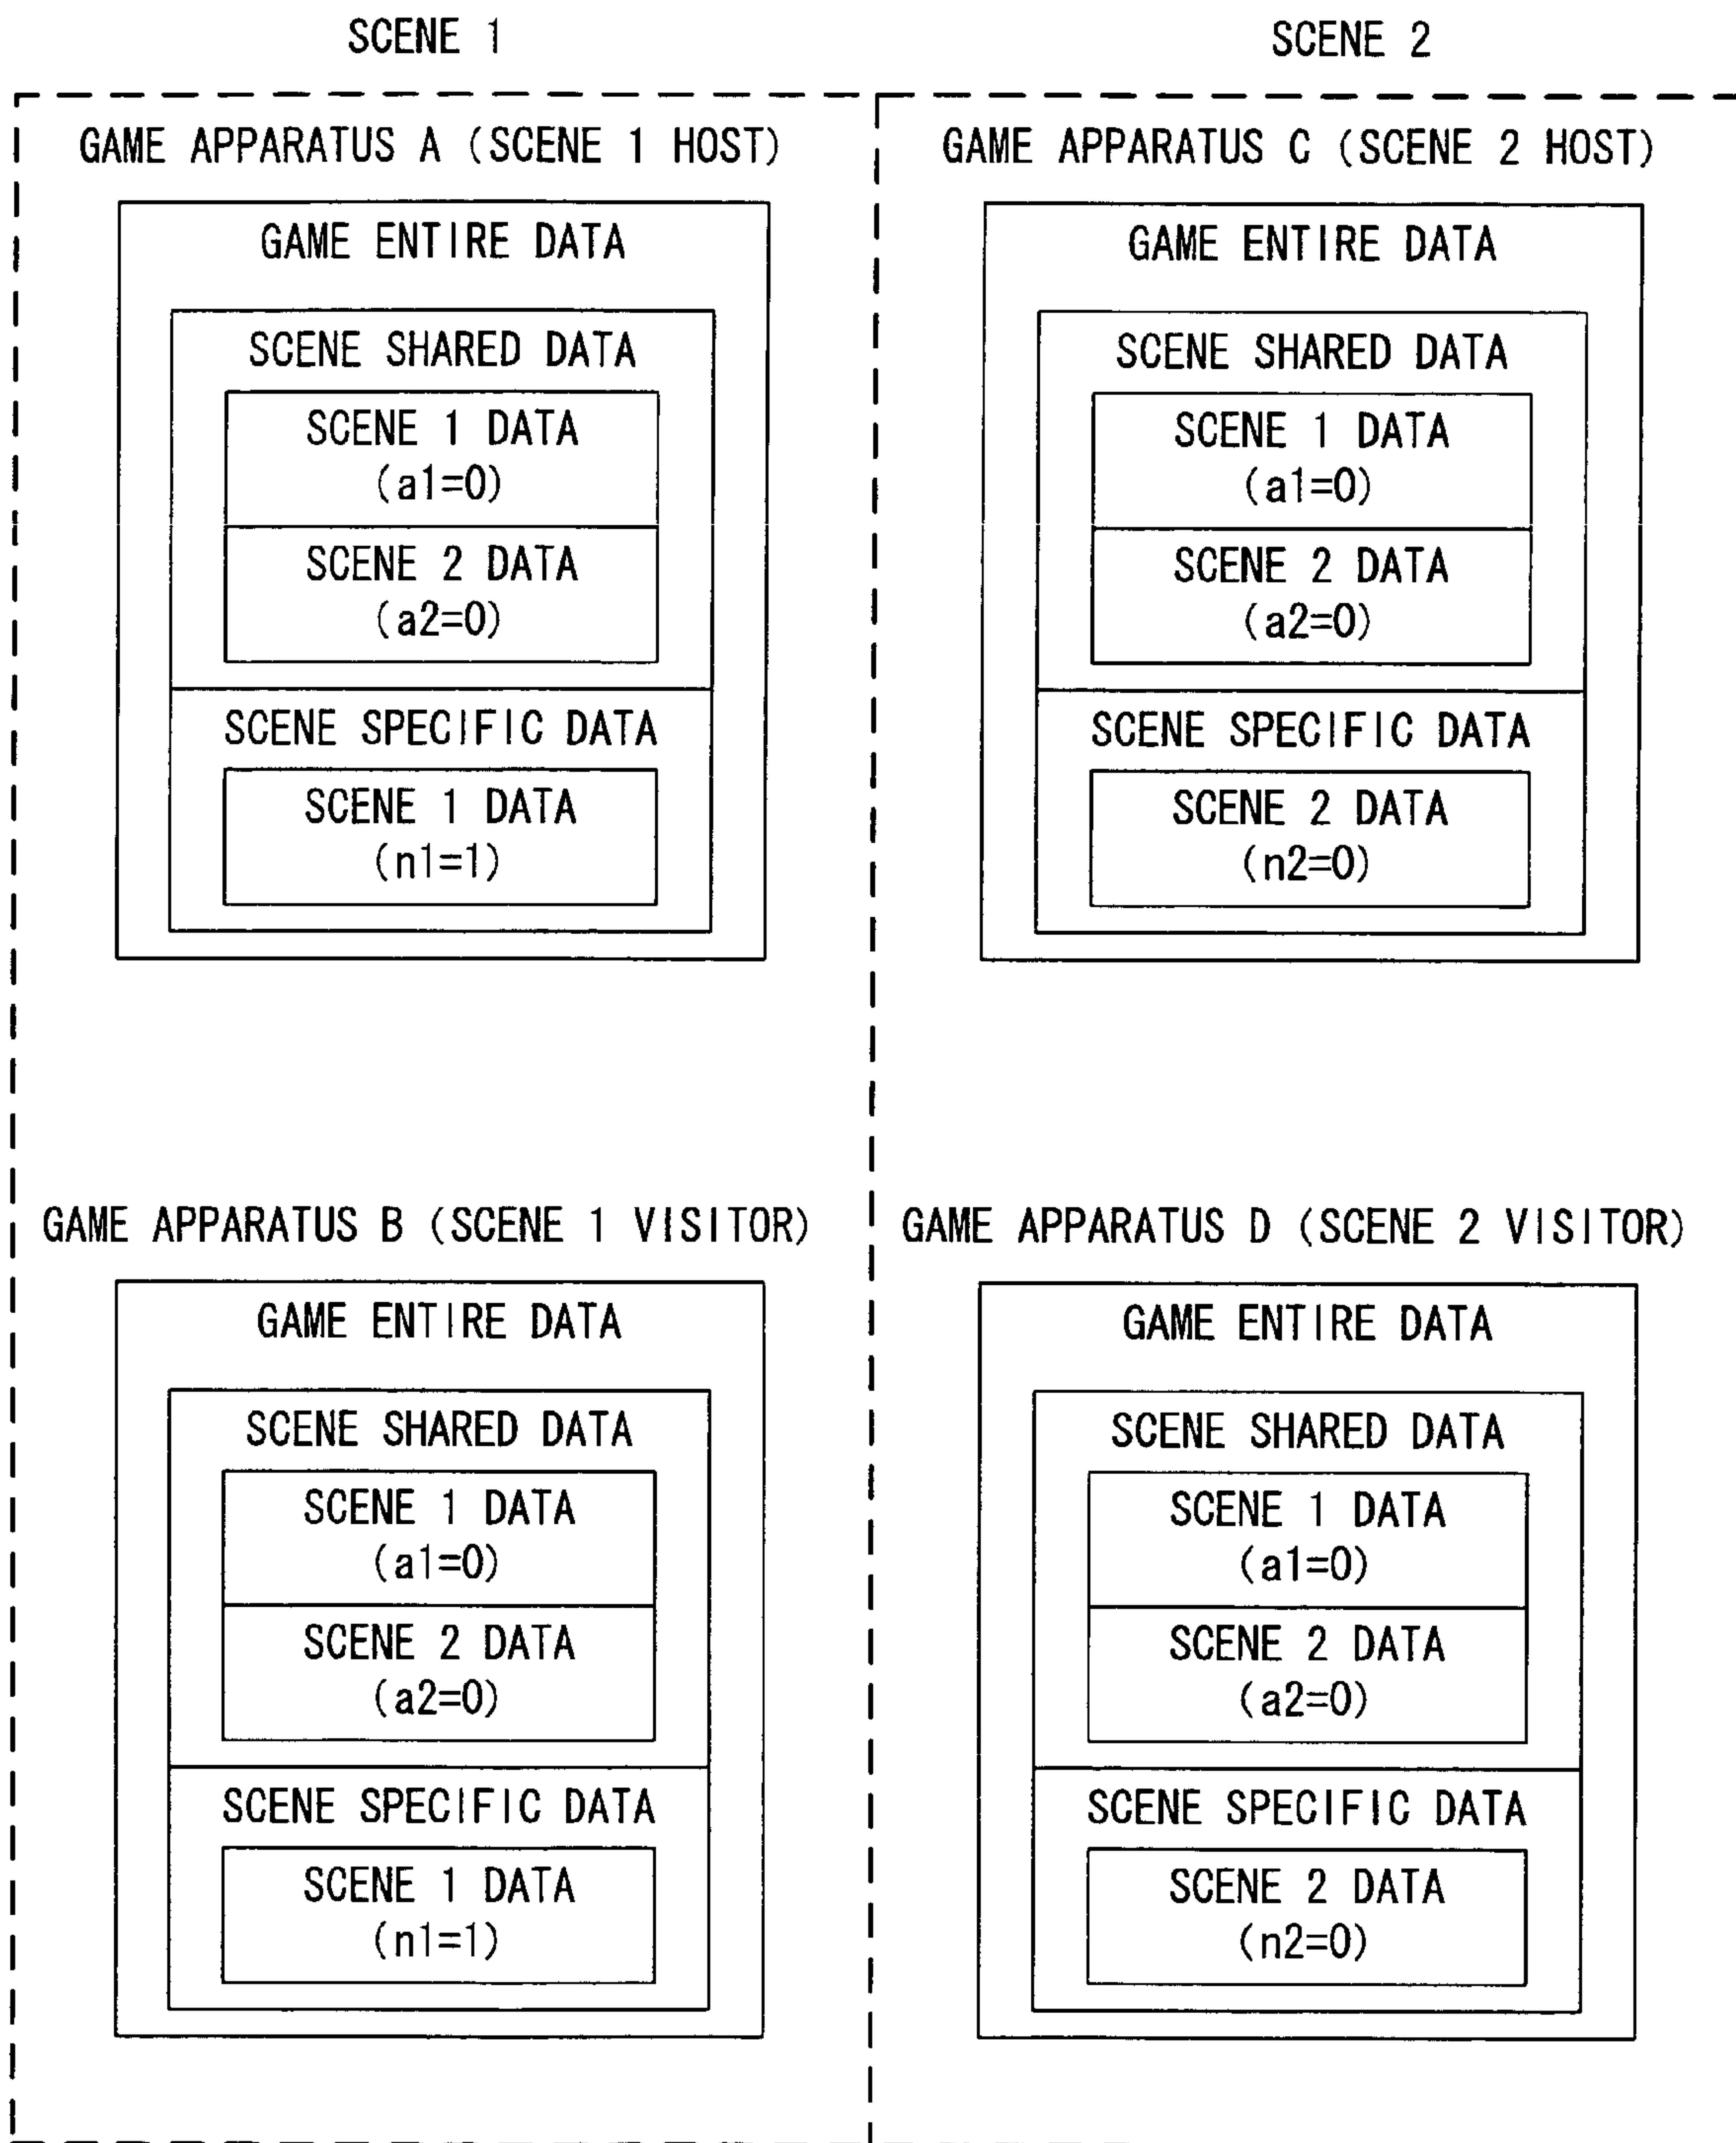 SCENE 1
SCENE 2
GAME APPARATUS A (SCENE 1 HOST)
GAME ENTIRE DATA
SCENE SHARED DATA
SCENE 1 DATA
(a1=0)
SCENE 2 DATA
(a2=0)
SCENE SPECIFIC DATA
SCENE 1 DATA
(n1=1)
GAME APPARATUS C (SCENE 2 HOST)
GAME ENTIRE DATA
SCENE SHARED DATA
SCENE 1 DATA
(a1=0)
SCENE 2 DATA
(a2=0)
SCENE SPECIFIC DATA
SCENE 2 DATA
(n2=0)
GAME APPARATUS B (SCENE 1 VISITOR)
GAME ENTIRE DATA
SCENE SHARED DATA
SCENE 1 DATA
(a1=0)
SCENE 2 DATA
(a2=0)
SCENE SPECIFIC DATA
SCENE 1 DATA
(n1=1)
GAME APPARATUS D (SCENE 2 VISITOR)
GAME ENTIRE DATA
SCENE SHARED DATA
SCENE 1 DATA
(a1=0)
SCENE 2 DATA
(a2=0)
SCENE SPECIFIC DATA
SCENE 2 DATA
(n2=0)